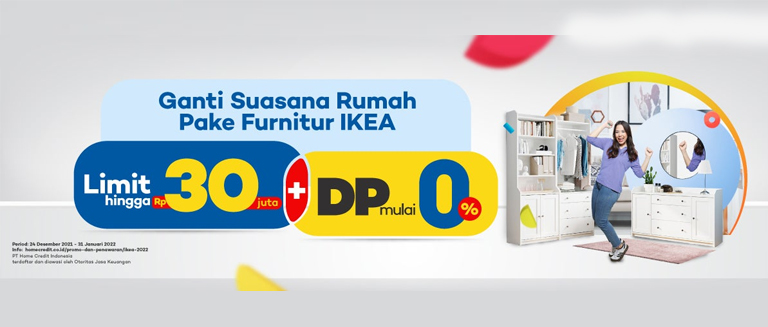 Ganti Suasana Rumah
Pake Furnitur IKEA
Limit
hingga
Rp 30 juta
+
DP mulai 0%
Period: 24 Desember 2021 - 31 Januari 2022
Info: homecredit.co.id/promo-dan-penawaran/ikea-2022
PT Home Credit Indonesia
terdaftar dan diawasi oleh Otoritas Jasa Keuangan